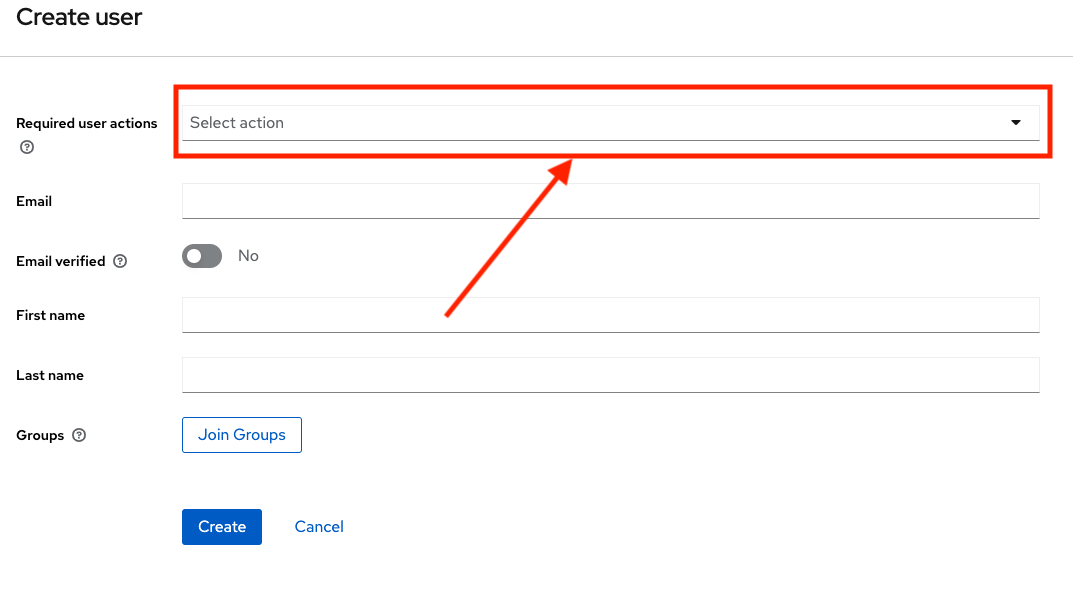 Create user
Required user actions
Select action
Email
Email verified
No
First name
Last name
Groups
Join Groups
Create
Cancel